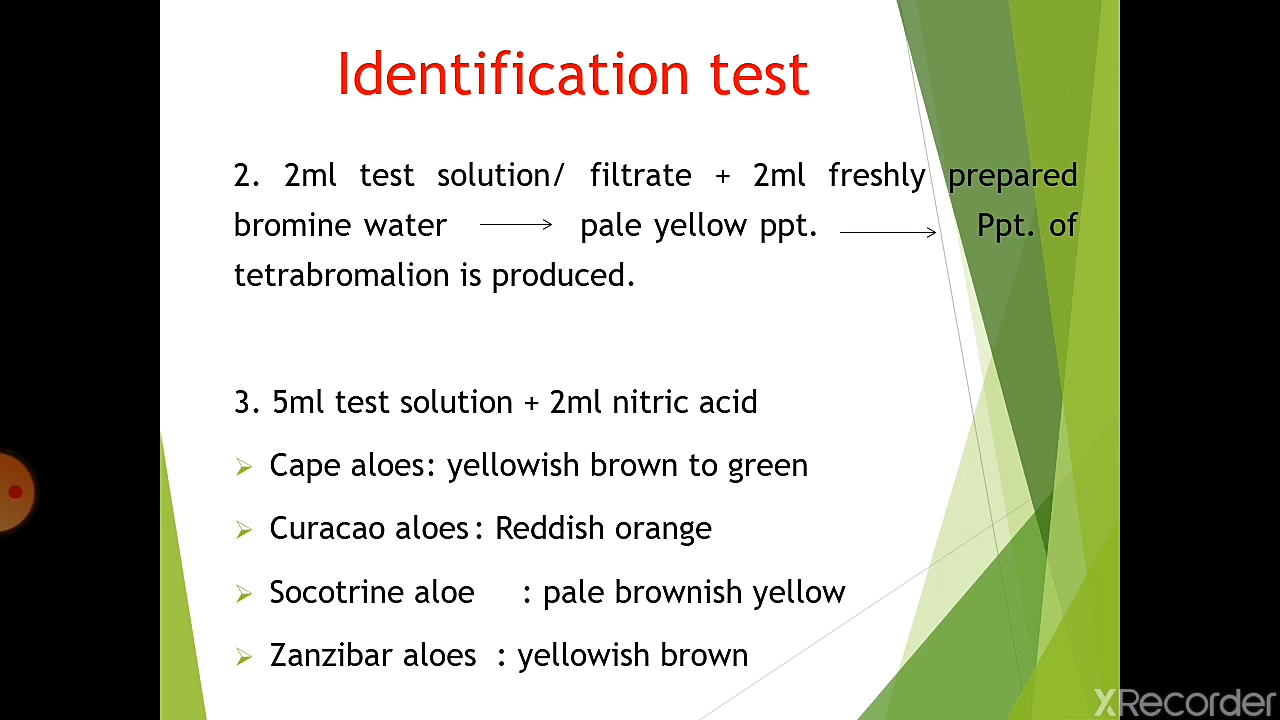 Identification test
2. 2ml test solution/ filtrate + 2ml freshly prepared
bromine water → pale yellow ppt. → Ppt. of
tetrabromalion is produced.
3. 5ml test solution + 2ml nitric acid
Cape aloes: yellowish brown to green
Curacao aloes : Reddish orange
Socotrine aloe : pale brownish yellow
Zanzibar aloes : yellowish brown
XRecorder